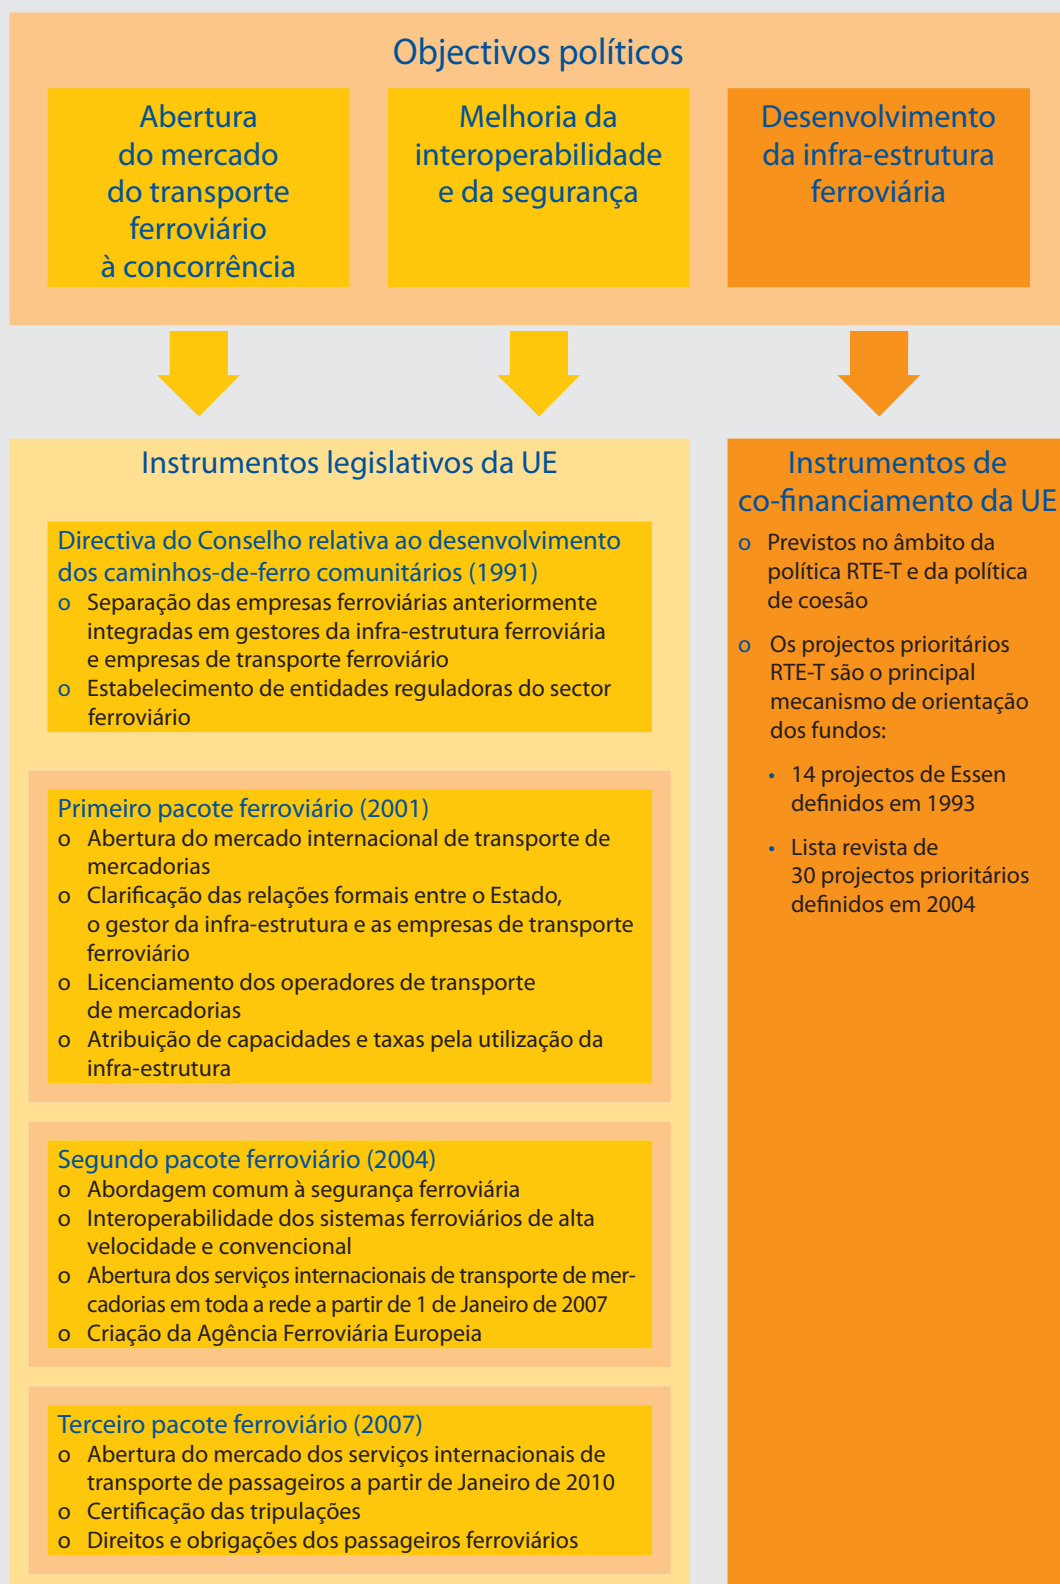 Objectivos políticos
Abertura
do mercado
do transporte
ferroviário
à concorrência
Melhoria da
interoperabilidade
e da segurança
Desenvolvimento
da infra-estrutura
ferroviária
Instrumentos legislativos da UE
Directiva do Conselho relativa ao desenvolvimento
dos caminhos-de-ferro comunitários (1991)
o Separação das empresas ferroviárias anteriormente
integradas em gestores da infra-estrutura ferroviária
e empresas de transporte ferroviário
o Estabelecimento de entidades reguladoras do sector
ferroviário
Primeiro pacote ferroviário (2001)
o Abertura do mercado internacional de transporte de
mercadorias
o Clarificação das relações formais entre o Estado,
o gestor da infra-estrutura e as empresas de transporte
ferroviário
o Licenciamento dos operadores de transporte
de mercadorias
o Atribuição de capacidades e taxas pela utilização da
infra-estrutura
Segundo pacote ferroviário (2004)
o Abordagem comum à segurança ferroviária
o Interoperabilidade dos sistemas ferroviários de alta
velocidade e convencional
o Abertura dos serviços internacionais de transporte de mer-
cadorias em toda a rede a partir de 1 de Janeiro de 2007
o Criação da Agência Ferroviária Europeia
Terceiro pacote ferroviário (2007)
o Abertura do mercado dos serviços internacionais de
transporte de passageiros a partir de Janeiro de 2010
o Certificação das tripulações
o Direitos e obrigações dos passageiros ferroviários
Instrumentos de
co-financiamento da UE
o Previstos no âmbito da
política RTE-T e da política
de coesão
o Os projectos prioritários
RTE-T são o principal
mecanismo de orientação
dos fundos:
• 14 projectos de Essen
definidos em 1993
• Lista revista de
30 projectos prioritários
definidos em 2004